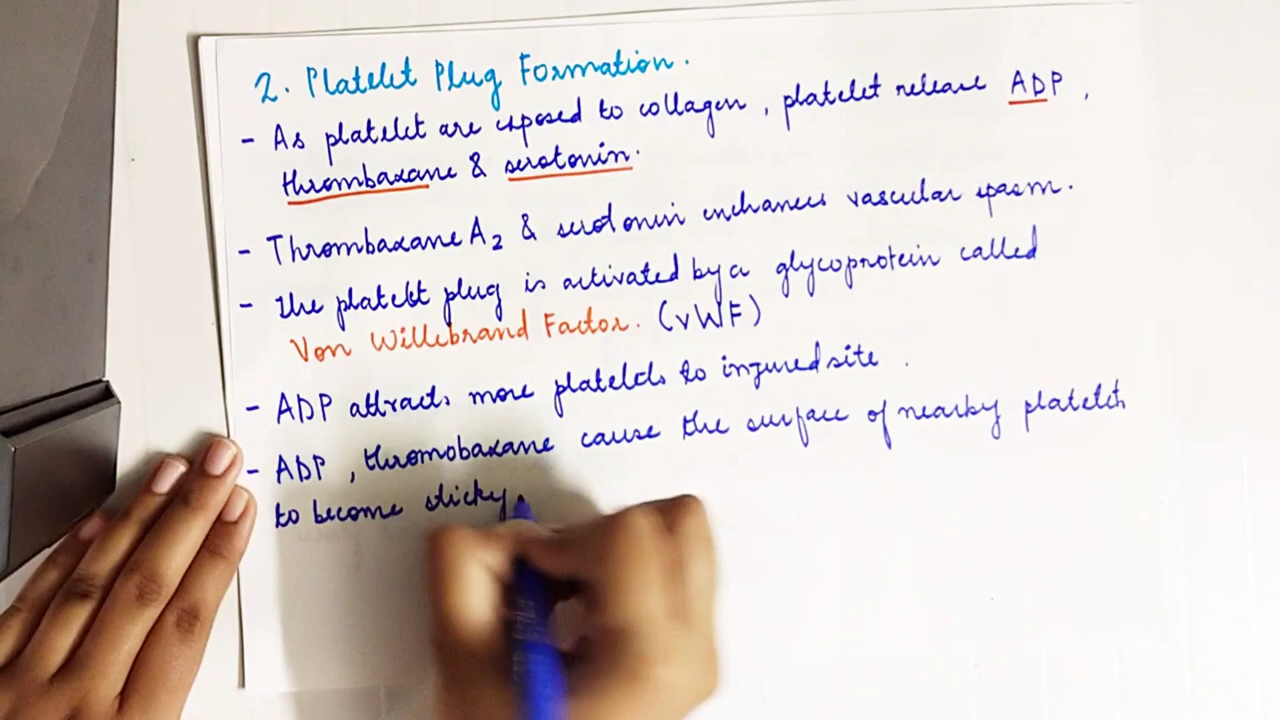 2. Platelet Plug Formation.
- As platelet are exposed to collagen, platelet release ADP,
thrombaxane & serotonin.
- Thrombaxane A2 & serotonin enchances vascular spasm.
- the platelet plug is activated by a glycoprotein called
Von Willebrand Factor. (vWF)
- ADP attracts more platelets to injured site.
- ADP, thromobaxane cause the surface of nearby platelets
to become sticky